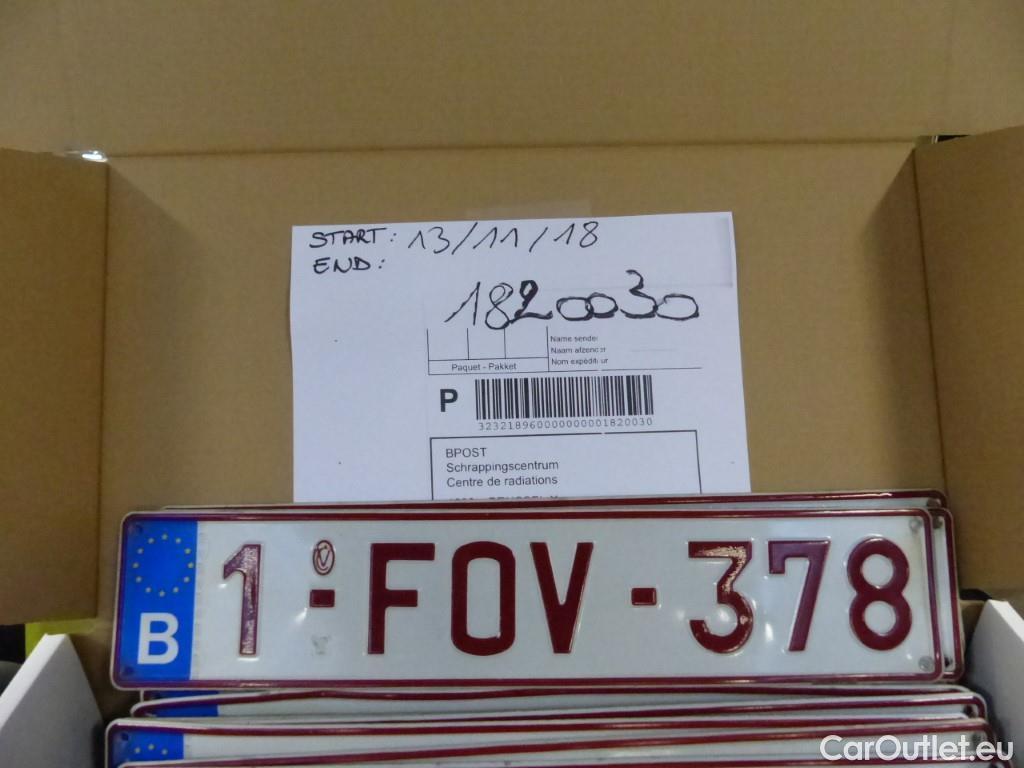 START: 13/11/18
END:
1820030
Name sender
Naam afzender
Nom expéditeur
Paquet - Pakket
P
3232189600000000001820030
BPOST
Schrappingscentrum
Centre de radiations
B 1-FOV-378
CarOutlet.eu